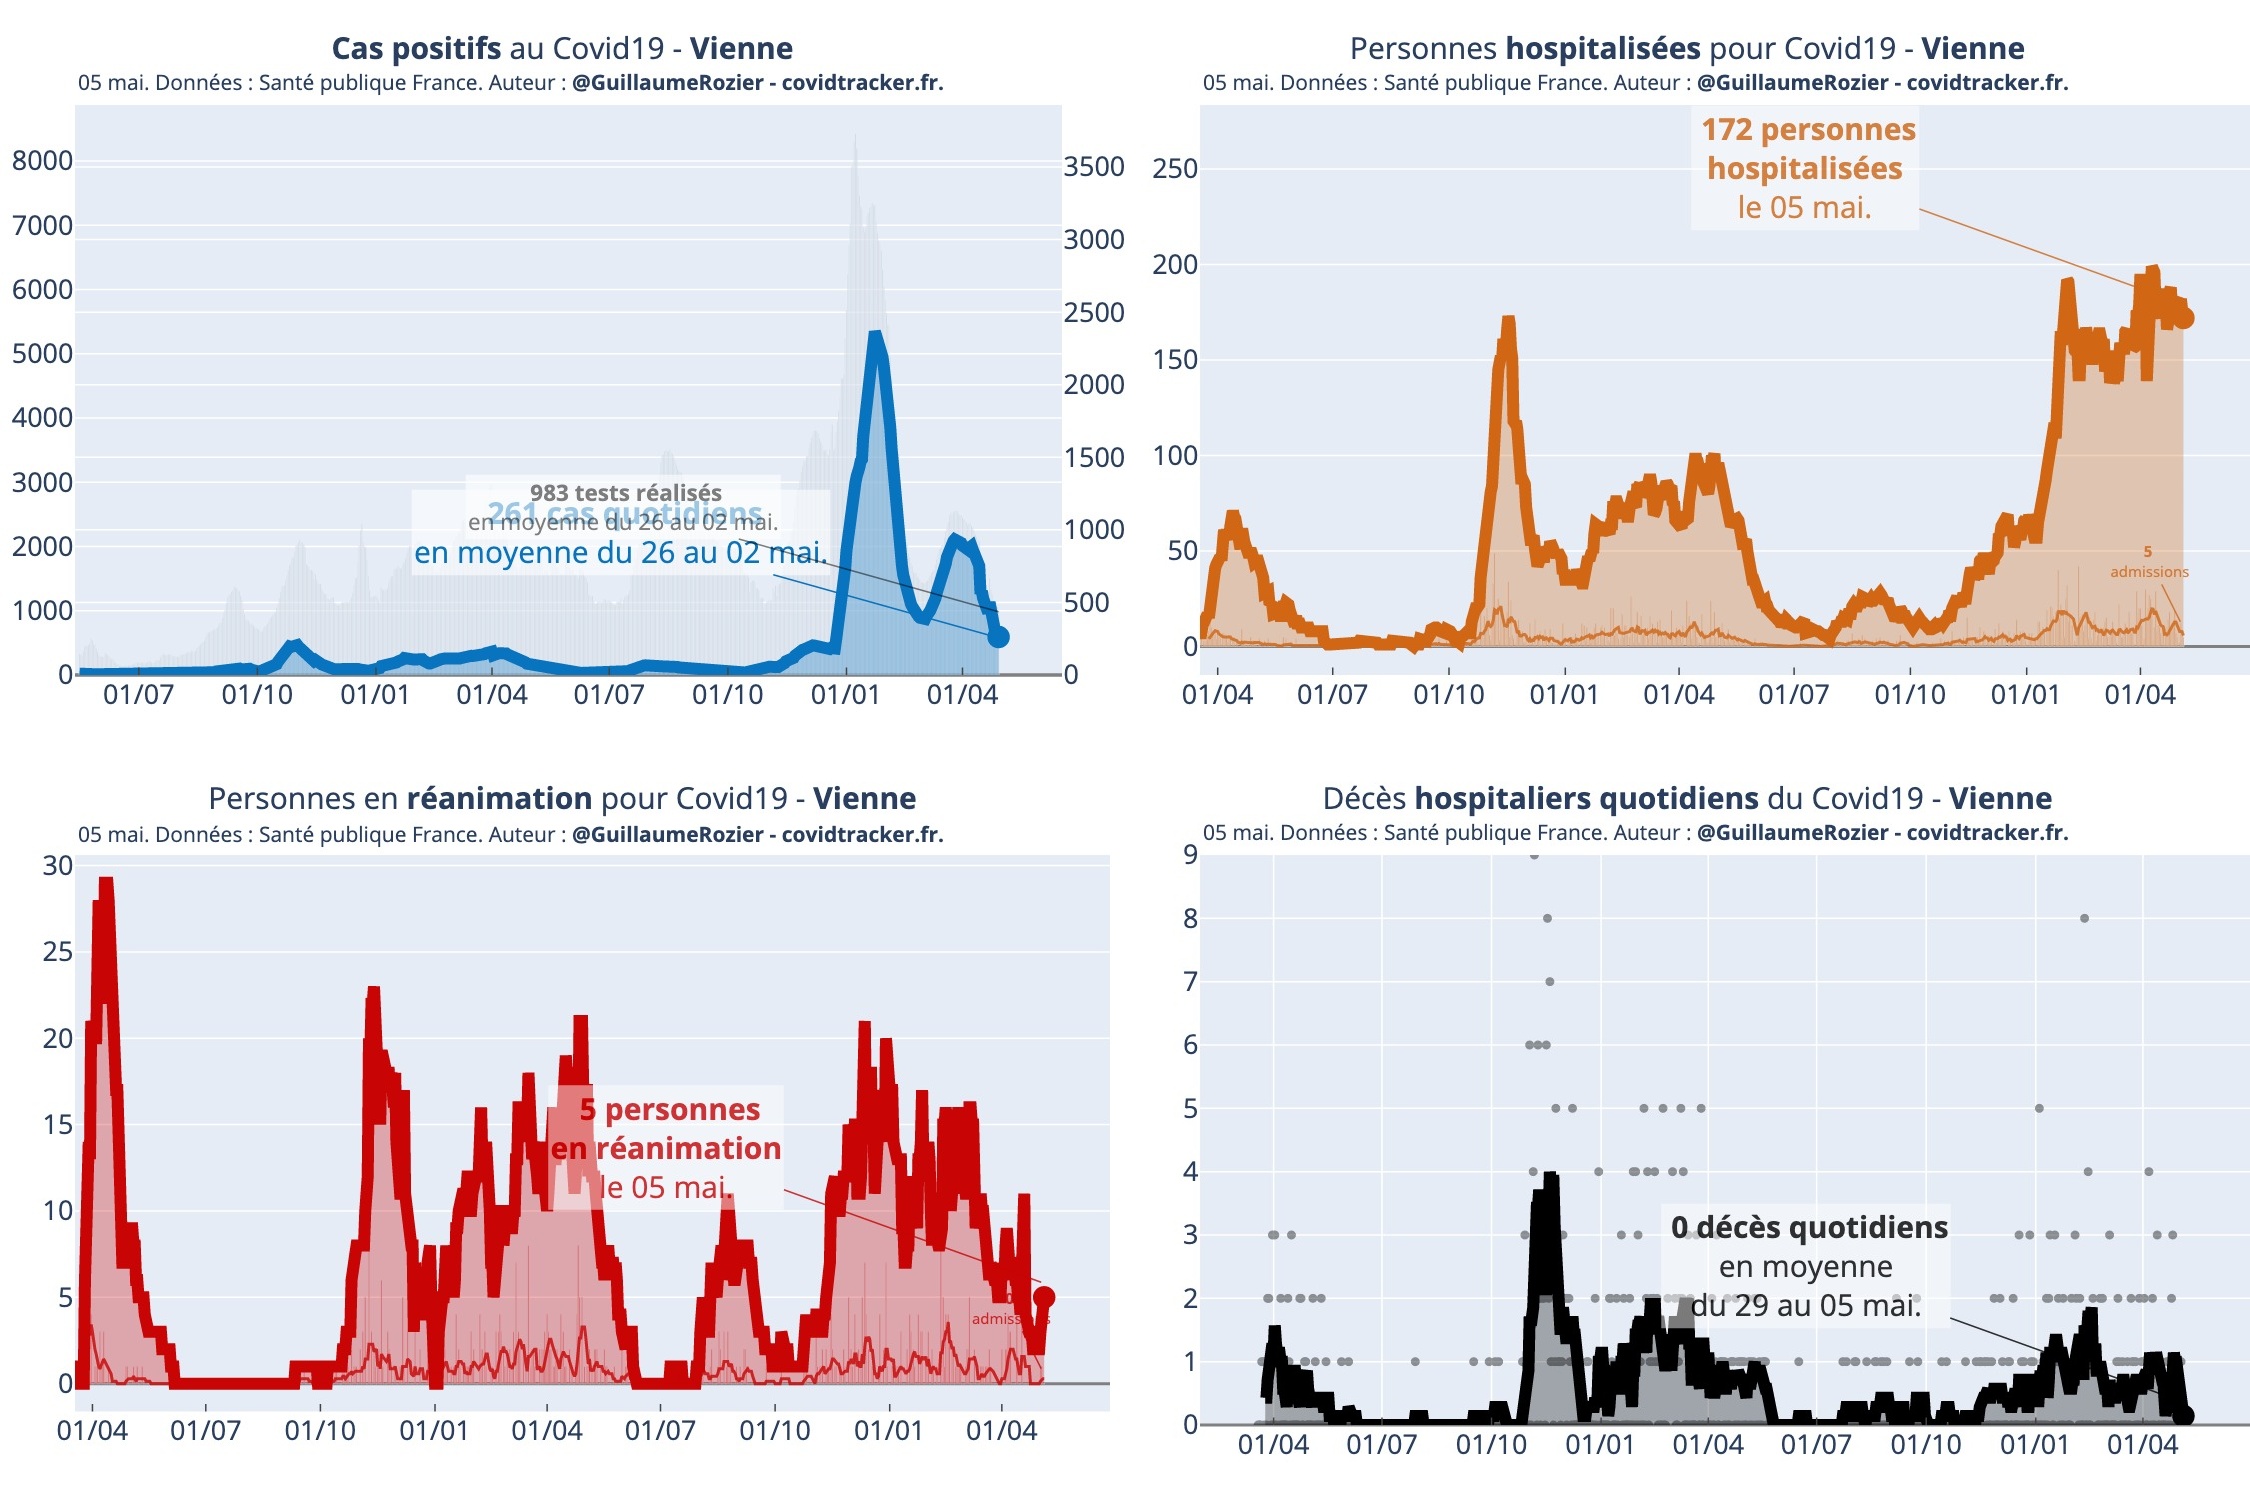 Cas positifs au Covid19 - Vienne
05 mai. Données : Santé publique France. Auteur : @GuillaumeRozier - covidtracker.fr.
8000
7000
6000
5000
4000
3000
2000
1000
0
3500
3000
2500
2000
1500
1000
500
0
983 tests réalisés
en moyenne du 26 au 02 mai.
261 cas quotidiens
en moyenne du 26 au 02 mai.
01/07 01/10 01/01 01/04 01/07 01/10 01/01 01/04
Personnes hospitalisées pour Covid19 - Vienne
05 mai. Données : Santé publique France. Auteur : @GuillaumeRozier - covidtracker.fr.
172 personnes
hospitalisées
le 05 mai.
250
200
150
100
50
0
5
admissions
01/04 01/07 01/10 01/01 01/04 01/07 01/10 01/01 01/04
Personnes en réanimation pour Covid19 - Vienne
05 mai. Données : Santé publique France. Auteur : @GuillaumeRozier - covidtracker.fr.
30
25
20
15
10
5
0
5 personnes
en réanimation
le 05 mai.
0
admissions
01/04 01/07 01/10 01/01 01/04 01/07 01/10 01/01 01/04
Décès hospitaliers quotidiens du Covid19 - Vienne
05 mai. Données : Santé publique France. Auteur : @GuillaumeRozier - covidtracker.fr.
9
8
7
6
5
4
3
2
1
0
0 décès quotidiens
en moyenne
du 29 au 05 mai.
01/04 01/07 01/10 01/01 01/04 01/07 01/10 01/01 01/04